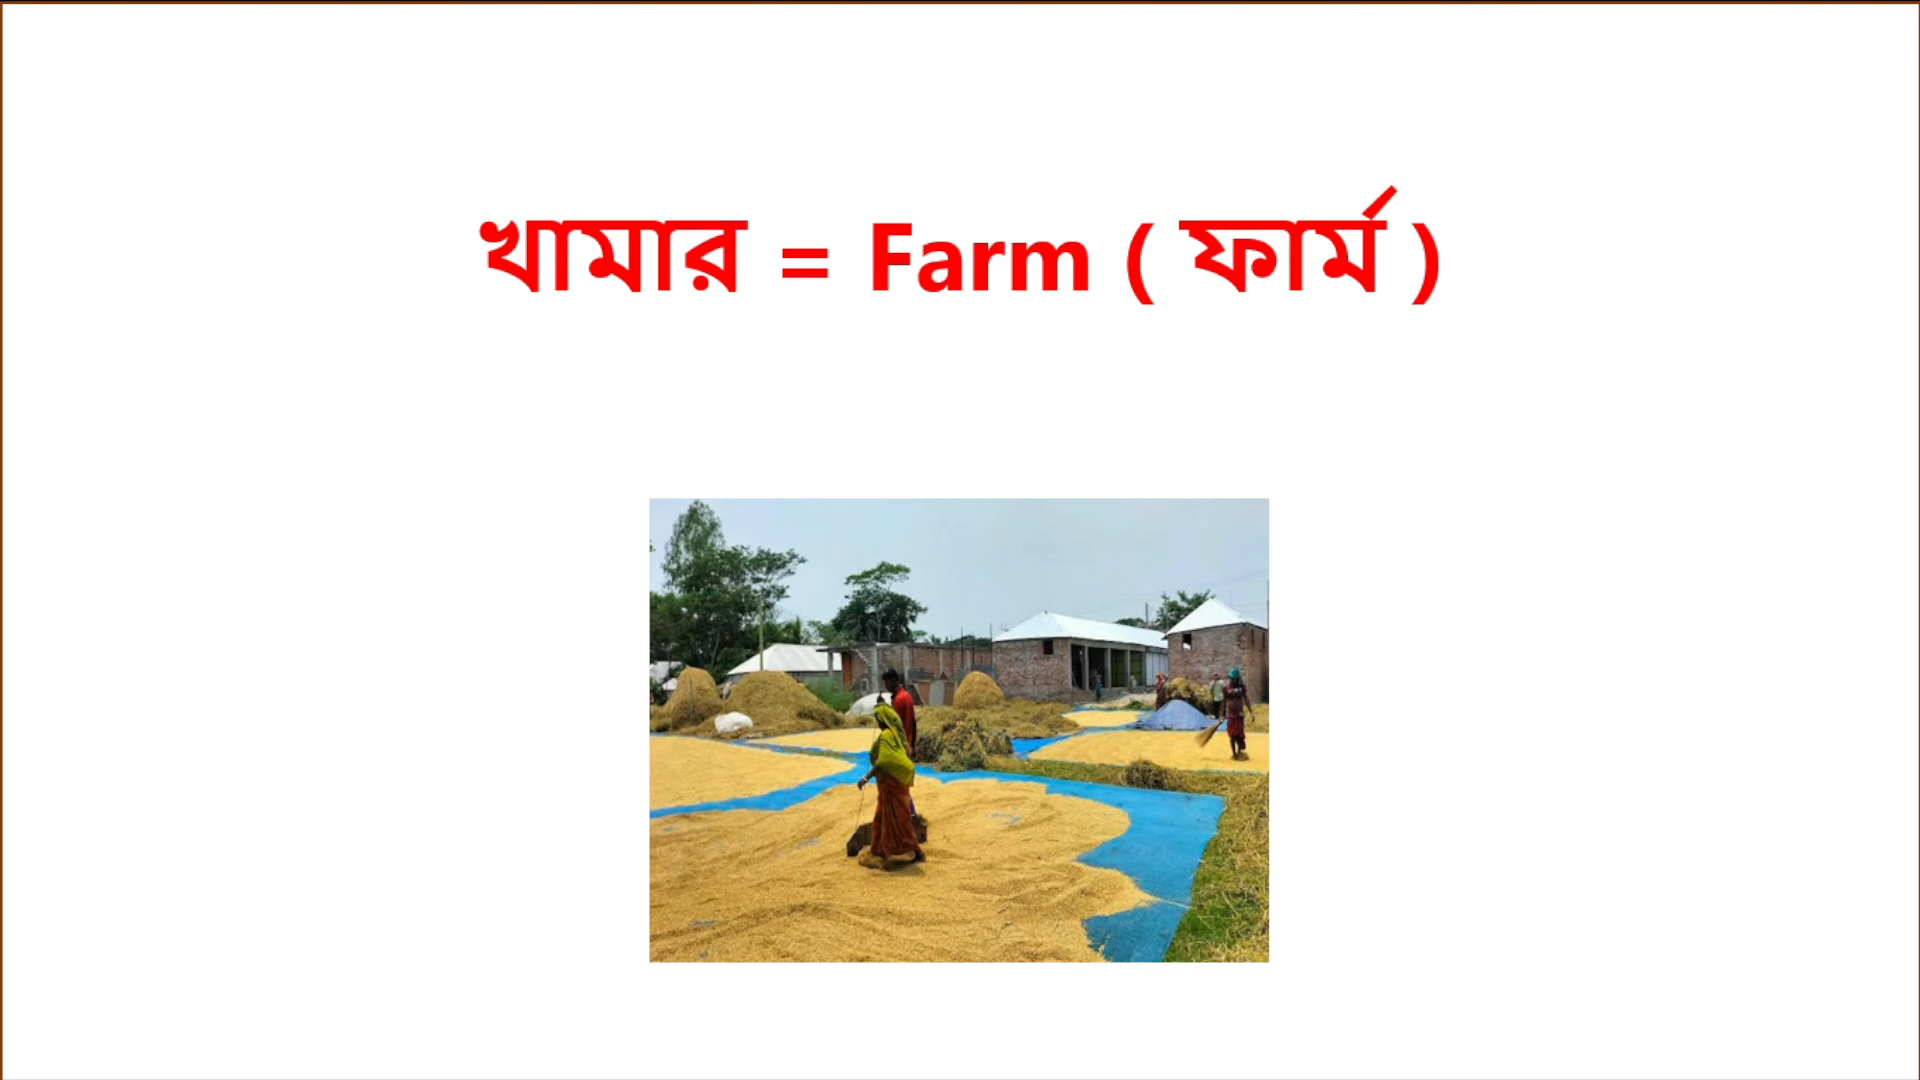 খামার = Farm ( ফার্ম )